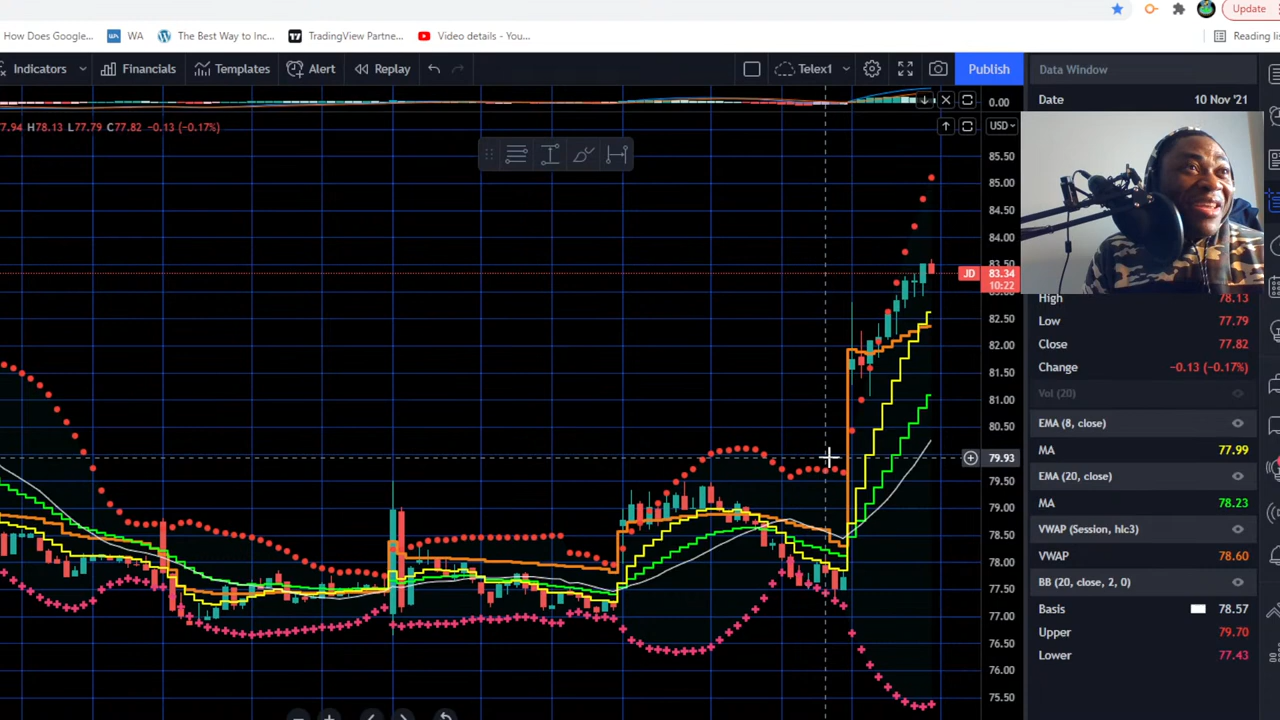 Update
How Does Google...
WA
The Best Way to Inc...
TradingView Partne...
Video details - You...
Reading lis
Indicators
Financials
Templates
Alert
Replay
Telex1
Publish
Data Window
0.00
Date 10 Nov '21
77.94 H78.13 L77.79 C77.82 -0.13 (-0.17%)
USD
85.50
85.00
84.50
84.00
83.50
JD 83.34
10:22
83.00
82.50
82.00
81.50
81.00
80.50
79.93
79.50
79.00
78.50
78.00
77.50
77.00
76.50
76.00
75.50
High 78.13
Low 77.79
Close 77.82
Change -0.13 (-0.17%)
Vol (20)
EMA (8, close)
MA 77.99
EMA (20, close)
MA 78.23
VWAP (Session, hlc3)
VWAP 78.60
BB (20, close, 2, 0)
Basis 78.57
Upper 79.70
Lower 77.43